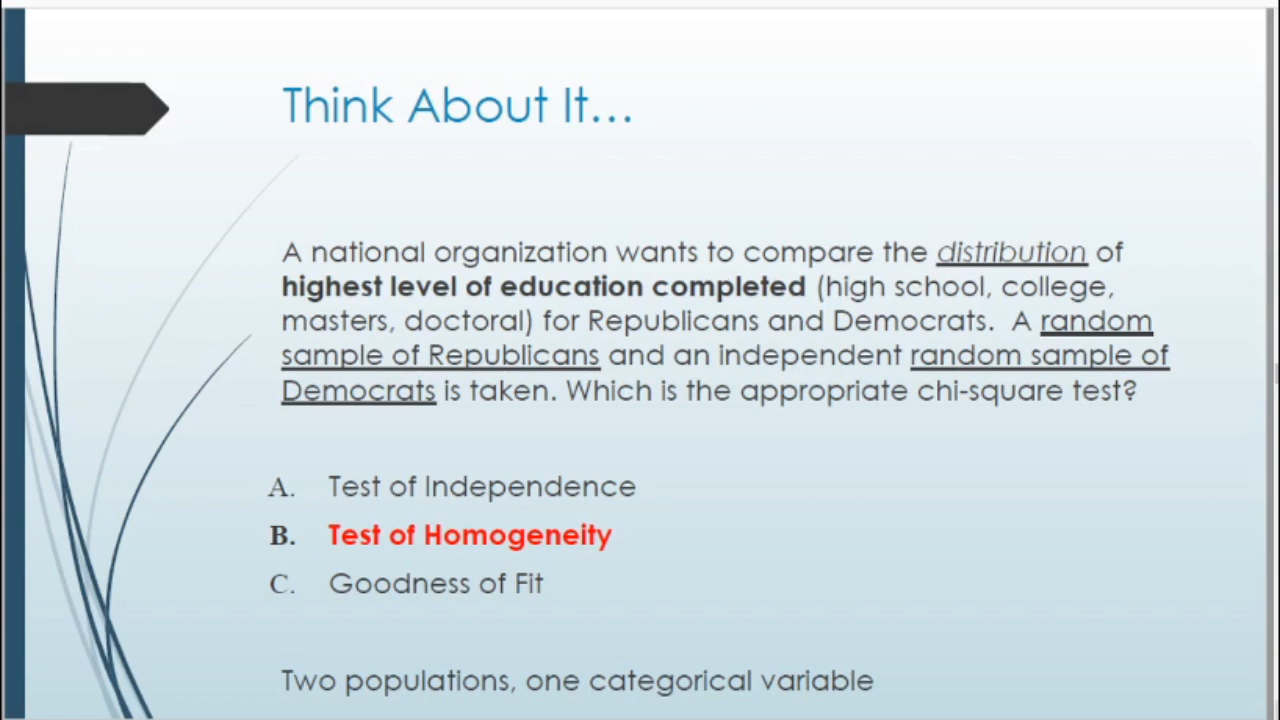 Think About It...
A national organization wants to compare the distribution of
highest level of education completed (high school, college,
masters, doctoral) for Republicans and Democrats. A random
sample of Republicans and an independent random sample of
Democrats is taken. Which is the appropriate chi-square test?
A. Test of Independence
B. Test of Homogeneity
C. Goodness of Fit
Two populations, one categorical variable